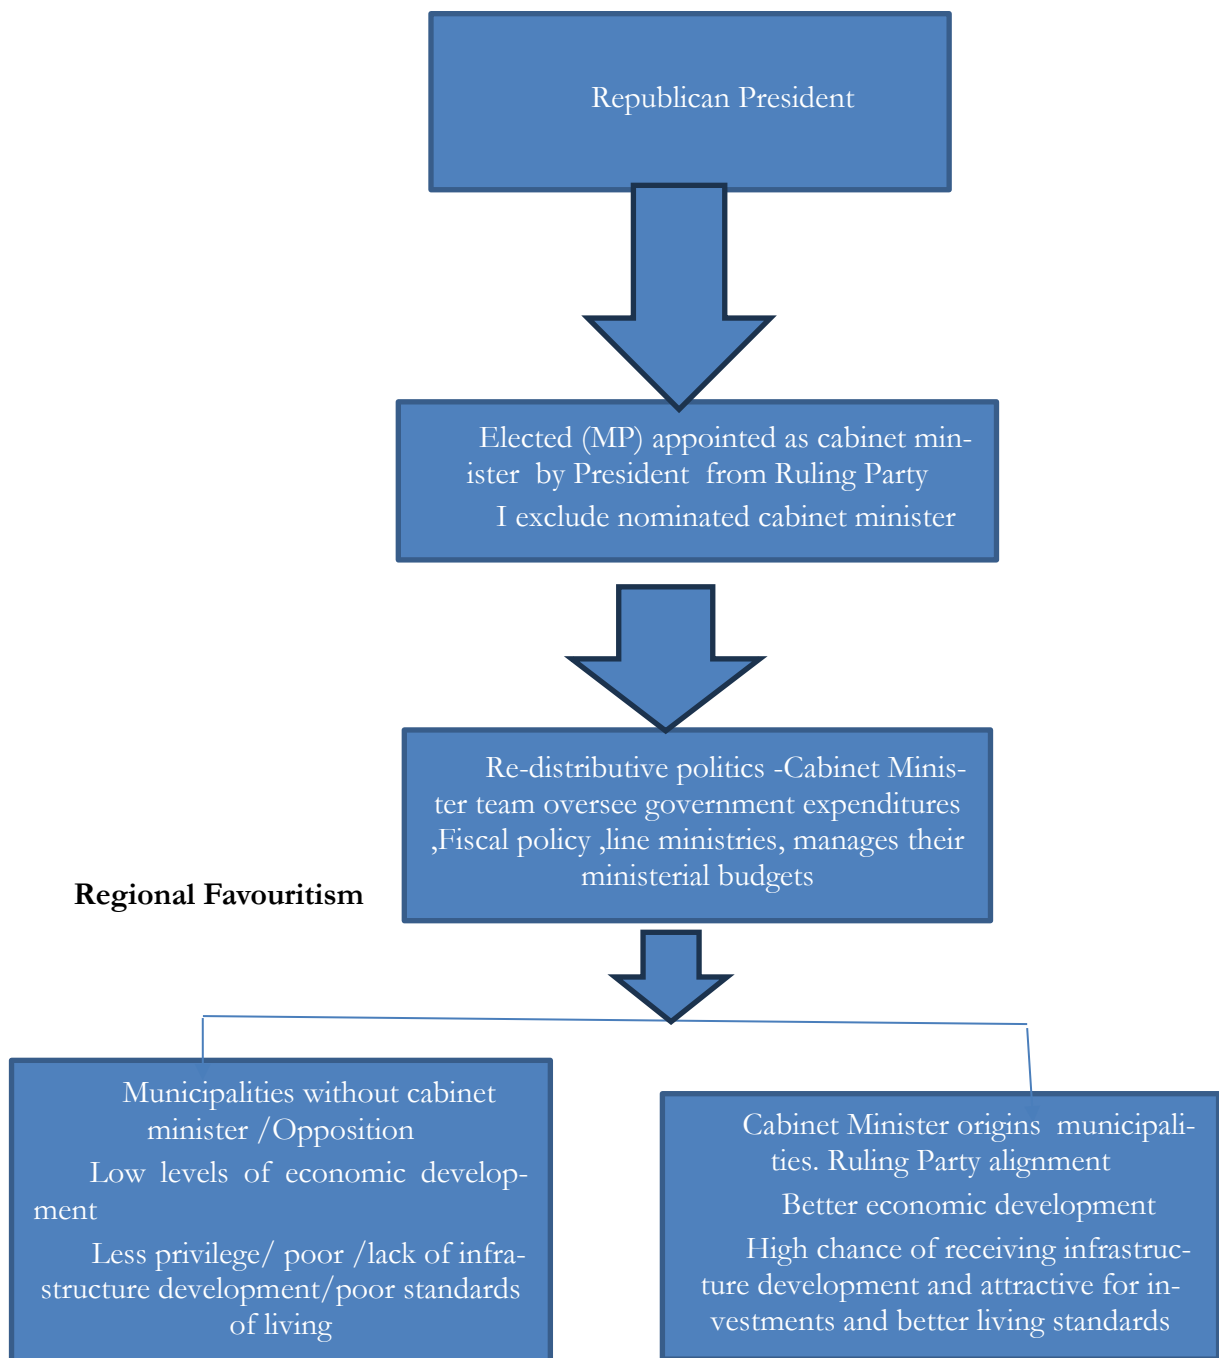 Republican President
Elected (MP) appointed as cabinet min-
ister by President from Ruling Party
I exclude nominated cabinet minister
Re-distributive politics -Cabinet Minis-
ter team oversee government expenditures
,Fiscal policy ,line ministries, manages their
ministerial budgets
Regional Favouritism
Municipalities without cabinet
minister /Opposition
Low levels of economic develop-
ment
Less privilege/ poor /lack of infra-
structure development/poor standards
of living
Cabinet Minister origins municipali-
ties. Ruling Party alignment
Better economic development
High chance of receiving infrastruc-
ture development and attractive for in-
vestments and better living standards